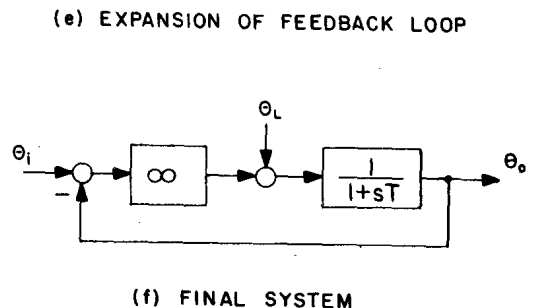 (e) EXPANSION OF FEEDBACK LOOP
θL
θi
∞
1
1+sT
θo
−
(f) FINAL SYSTEM